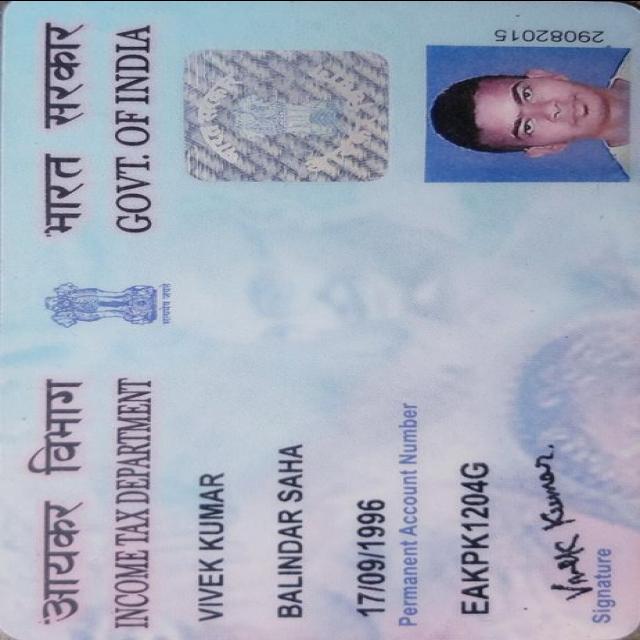 आयकर विभाग
INCOME TAX DEPARTMENT
सत्यमेव जयते
भारत सरकार
GOVT. OF INDIA
VIVEK KUMAR
BALINDAR SAHA
17/09/1996
Permanent Account Number
EAKPK1204G
Vivek Kumar.
Signature
29082015